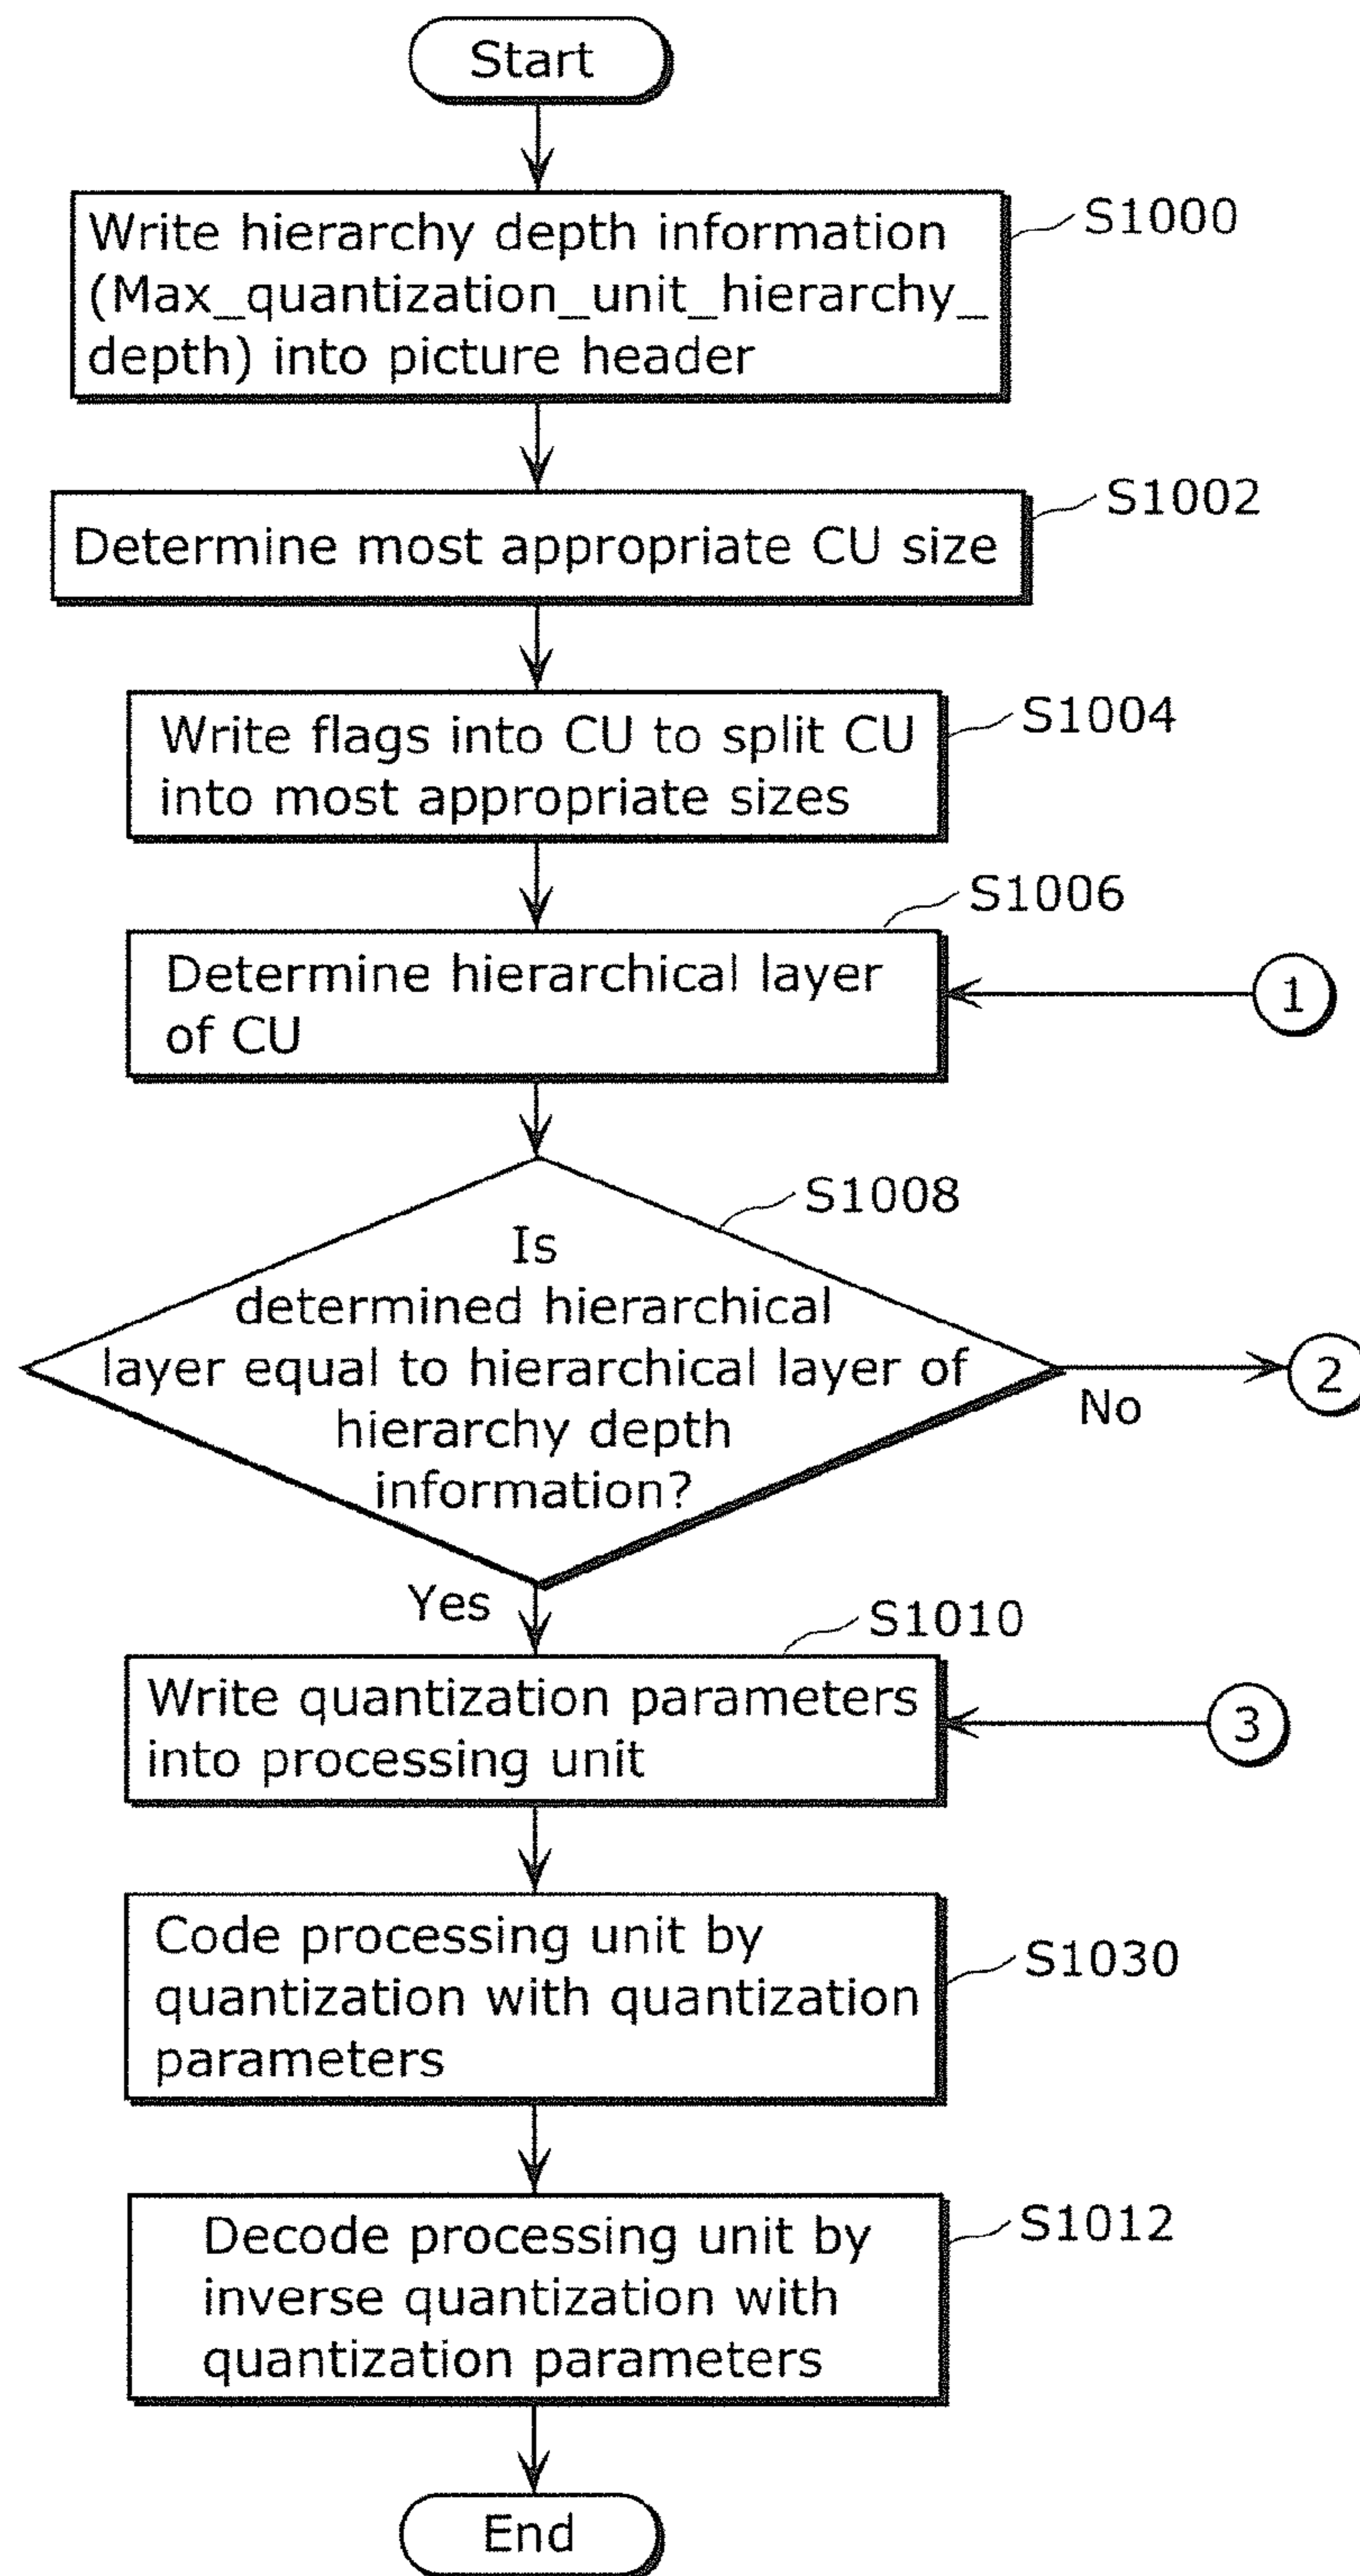 Start
Write hierarchy depth information
(Max_quantization_unit_hierarchy_
depth) into picture header
S1000
Determine most appropriate CU size
S1002
Write flags into CU to split CU
into most appropriate sizes
S1004
S1006
Determine hierarchical layer
of CU
1
S1008
Is
determined hierarchical
layer equal to hierarchical layer of
hierarchy depth
information?
No
2
Yes
S1010
Write quantization parameters
into processing unit
3
Code processing unit by
quantization with quantization
parameters
S1030
Decode processing unit by
inverse quantization with
quantization parameters
S1012
End